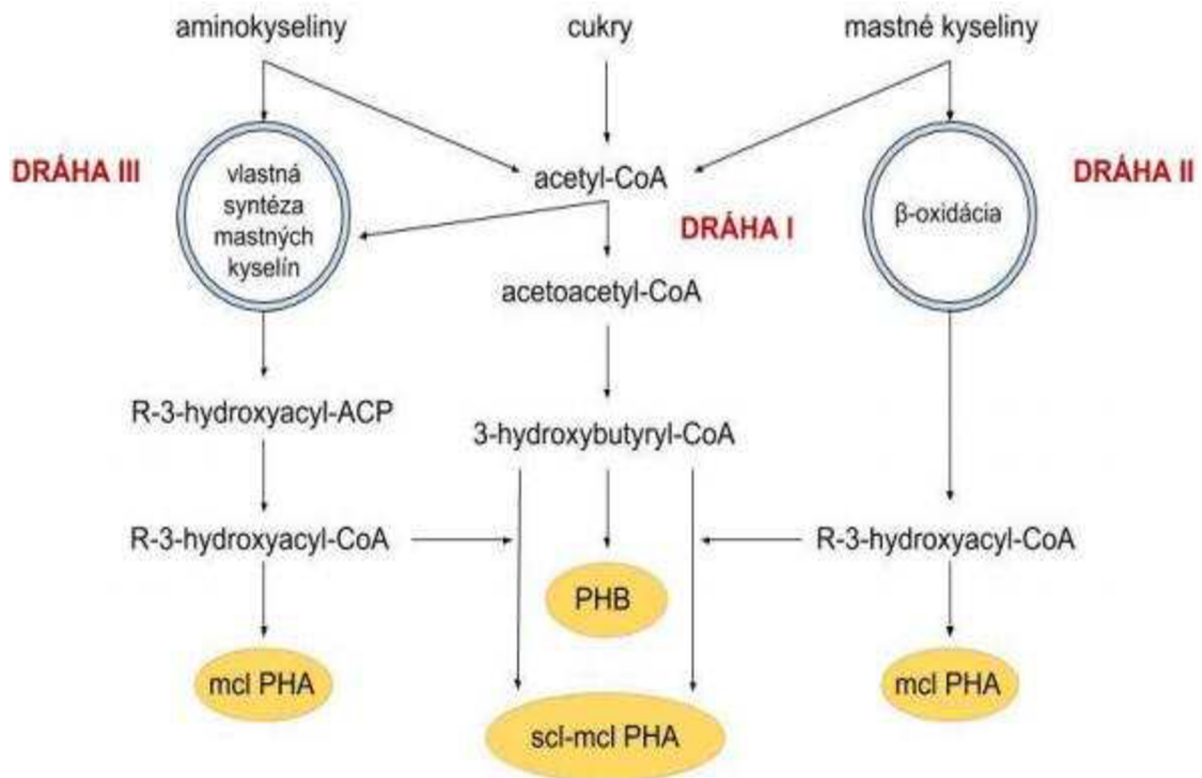 aminokyseliny
cukry
mastné kyseliny
DRÁHA III
vlastná
syntéza
mastných
kyselín
acetyl-CoA
DRÁHA I
β-oxidácia
DRÁHA II
acetoacetyl-CoA
R-3-hydroxyacyl-ACP
3-hydroxybutyryl-CoA
R-3-hydroxyacyl-CoA
R-3-hydroxyacyl-CoA
PHB
mcl PHA
mcl PHA
scl-mcl PHA